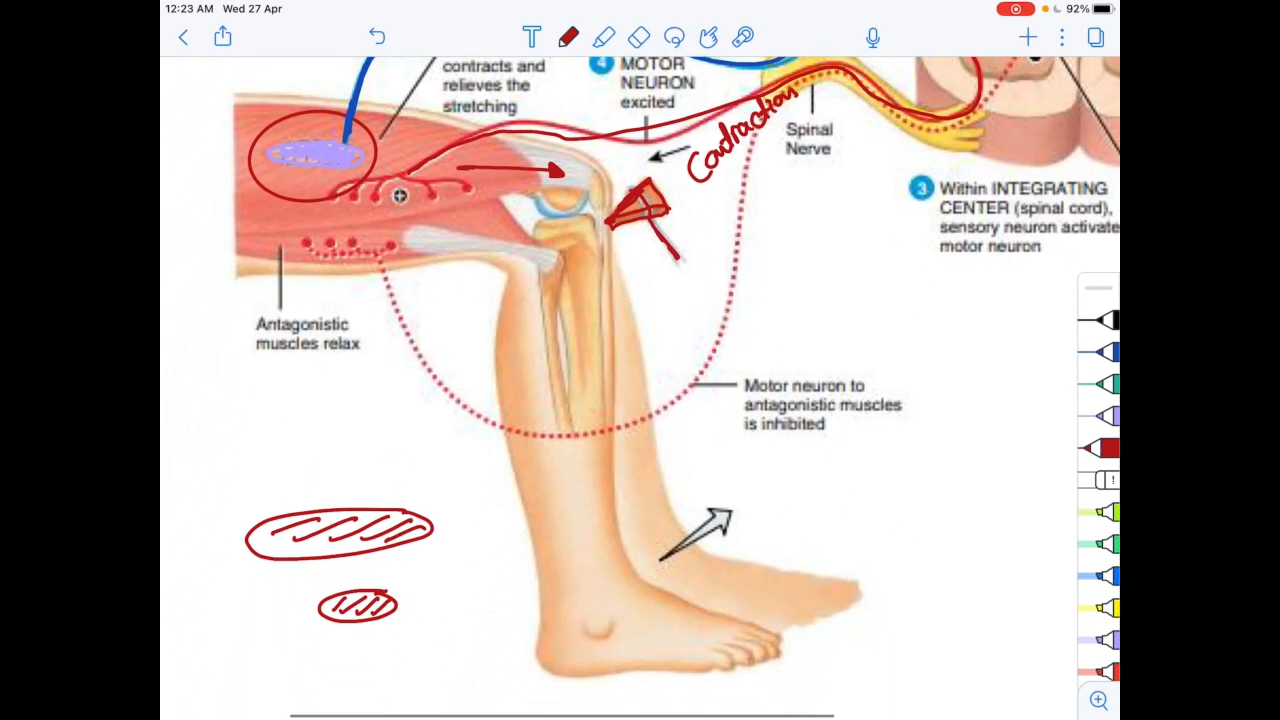 12:23 AM Wed 27 Apr
92%
T
contracts and
relieves the
stretching
4 MOTOR
NEURON
excited
Contraction
Spinal
Nerve
3 Within INTEGRATING
CENTER (spinal cord),
sensory neuron activate
motor neuron
Antagonistic
muscles relax
Motor neuron to
antagonistic muscles
is inhibited